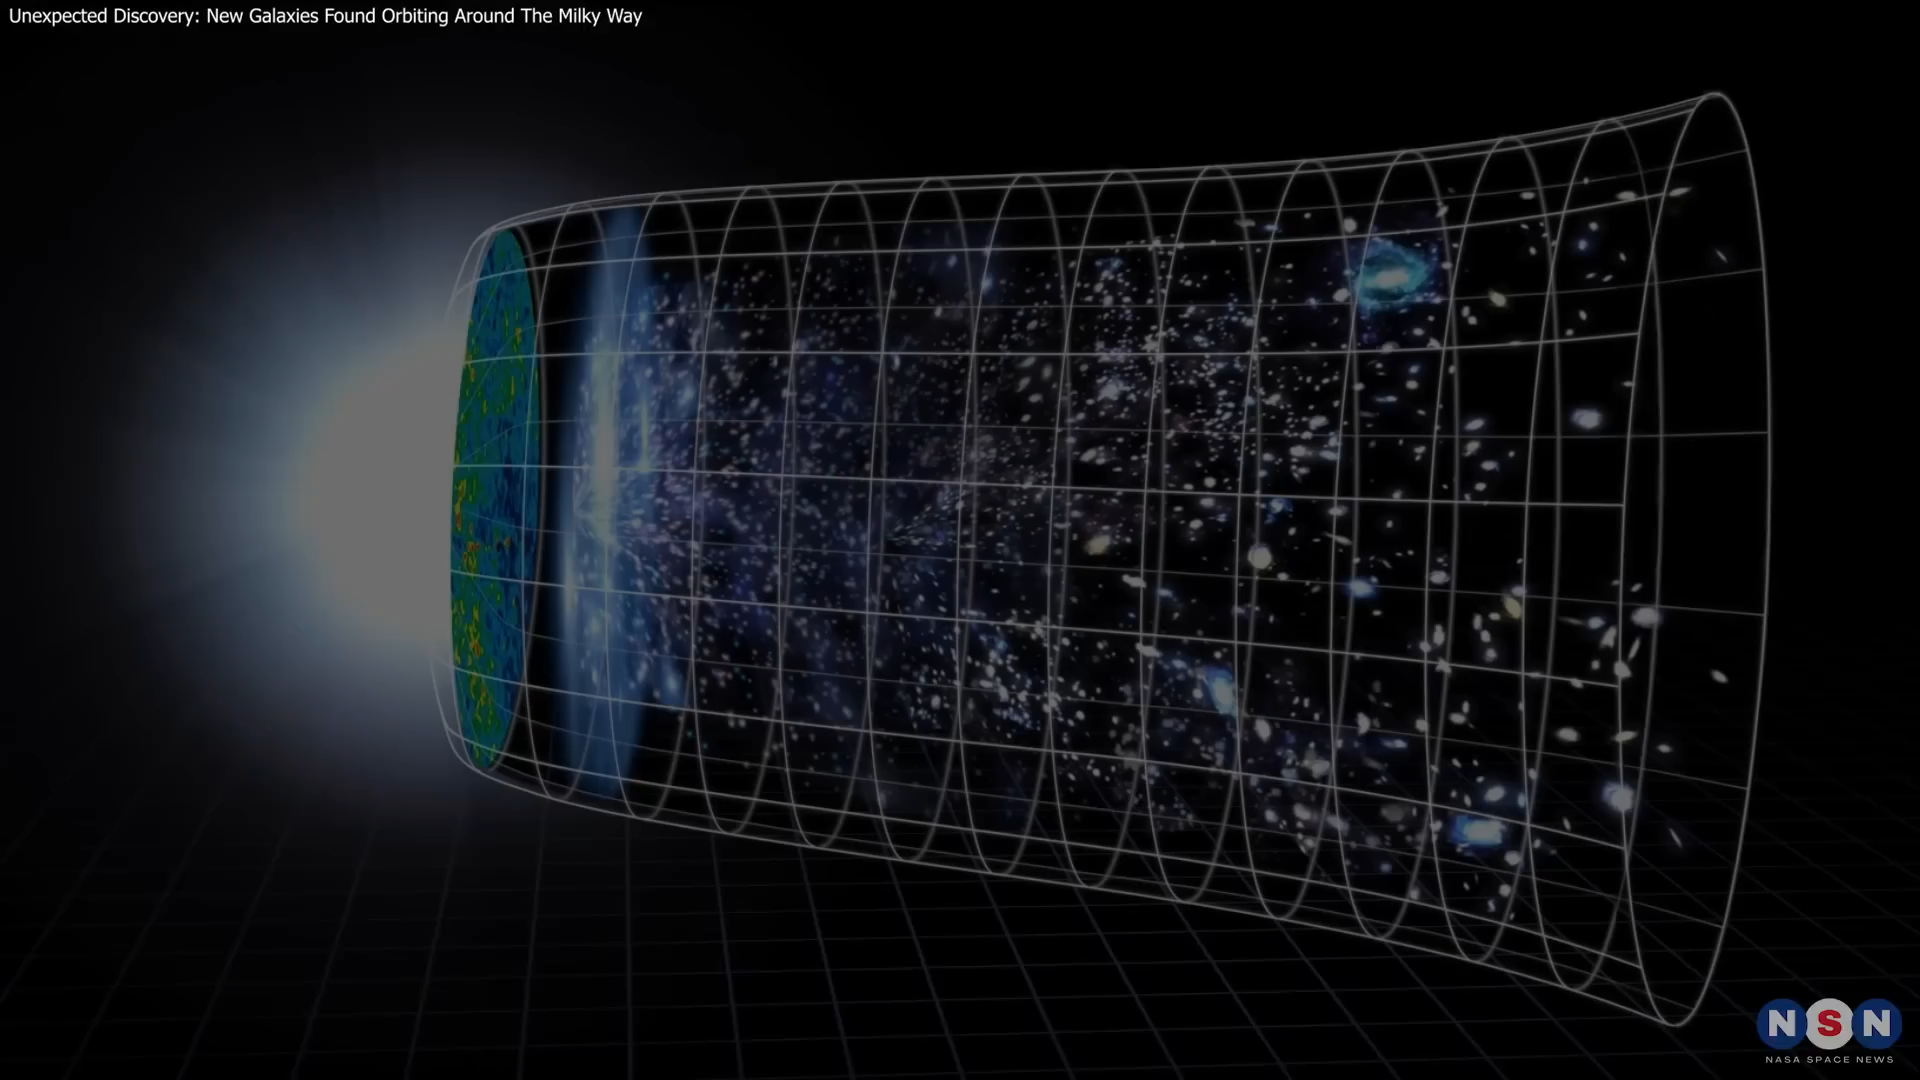 Unexpected Discovery: New Galaxies Found Orbiting Around The Milky Way
NSN
NASA SPACE NEWS